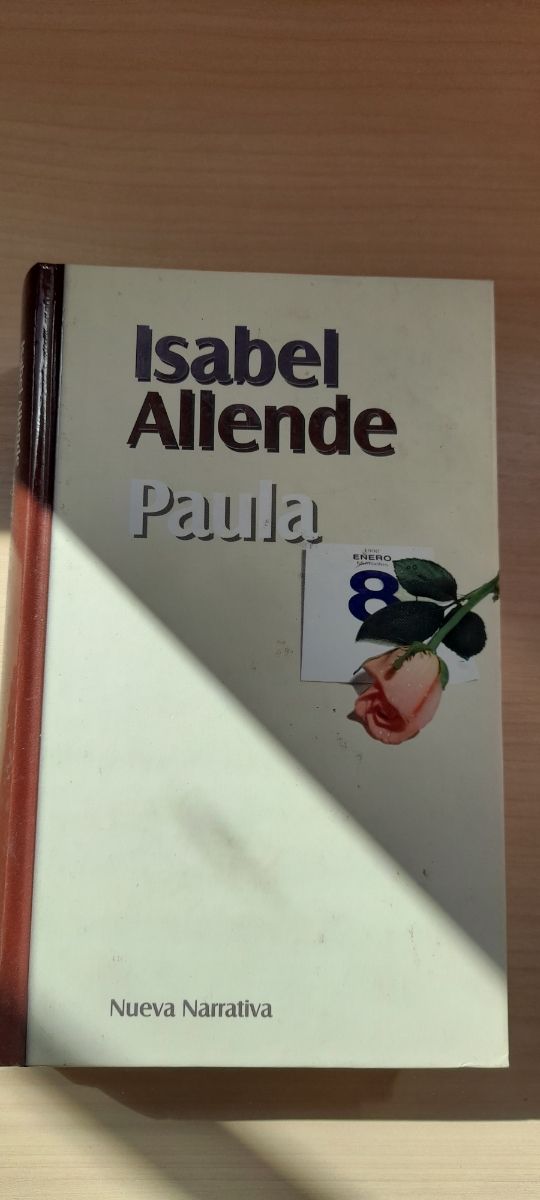 Isabel
Allende
Paula
ENERO
8
Nueva Narrativa